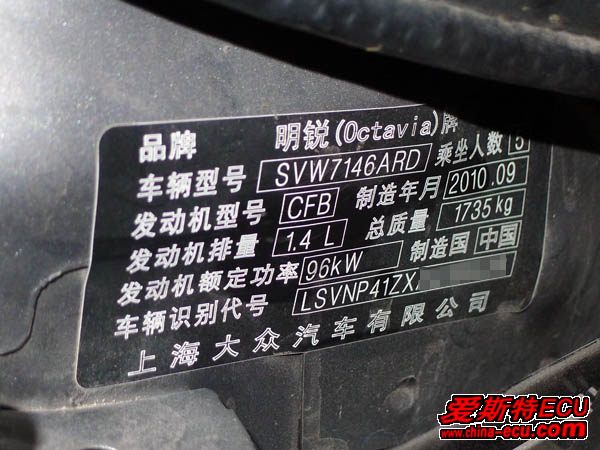 品牌 明锐(Octavia)牌
车辆型号 SVW7146ARD 乘坐人数 5
发动机型号 CFB 制造年月 2010.09
发动机排量 1.4 L 总质量 1735kg
发动机额定功率 96kW 制造国 中国
车辆识别代号 LSVNP41ZX
上海大众汽车有限公司
爱斯特ECU
www.china-ecu.com